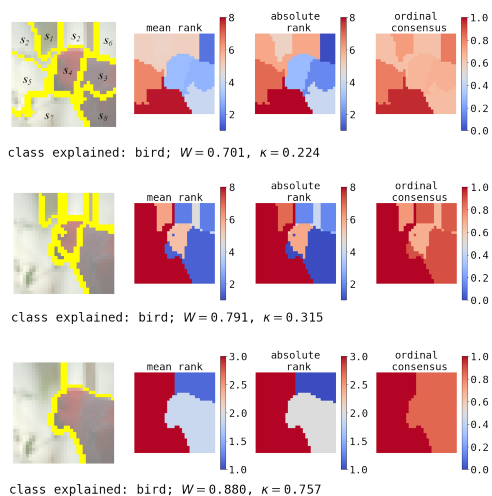 mean rank
absolute
rank
ordinal
consensus
8
6
4
2
8
6
4
2
1.0
0.8
0.6
0.4
0.2
0.0
s2 s1 s2 s6
s5 s4 s3
s7 s8
class explained: bird; W = 0.701, κ = 0.224
mean rank
absolute
rank
ordinal
consensus
8
6
4
2
8
6
4
2
1.0
0.8
0.6
0.4
0.2
0.0
class explained: bird; W = 0.791, κ = 0.315
mean rank
absolute
rank
ordinal
consensus
3.0
2.5
2.0
1.5
1.0
3.0
2.5
2.0
1.5
1.0
1.0
0.8
0.6
0.4
0.2
0.0
class explained: bird; W = 0.880, κ = 0.757